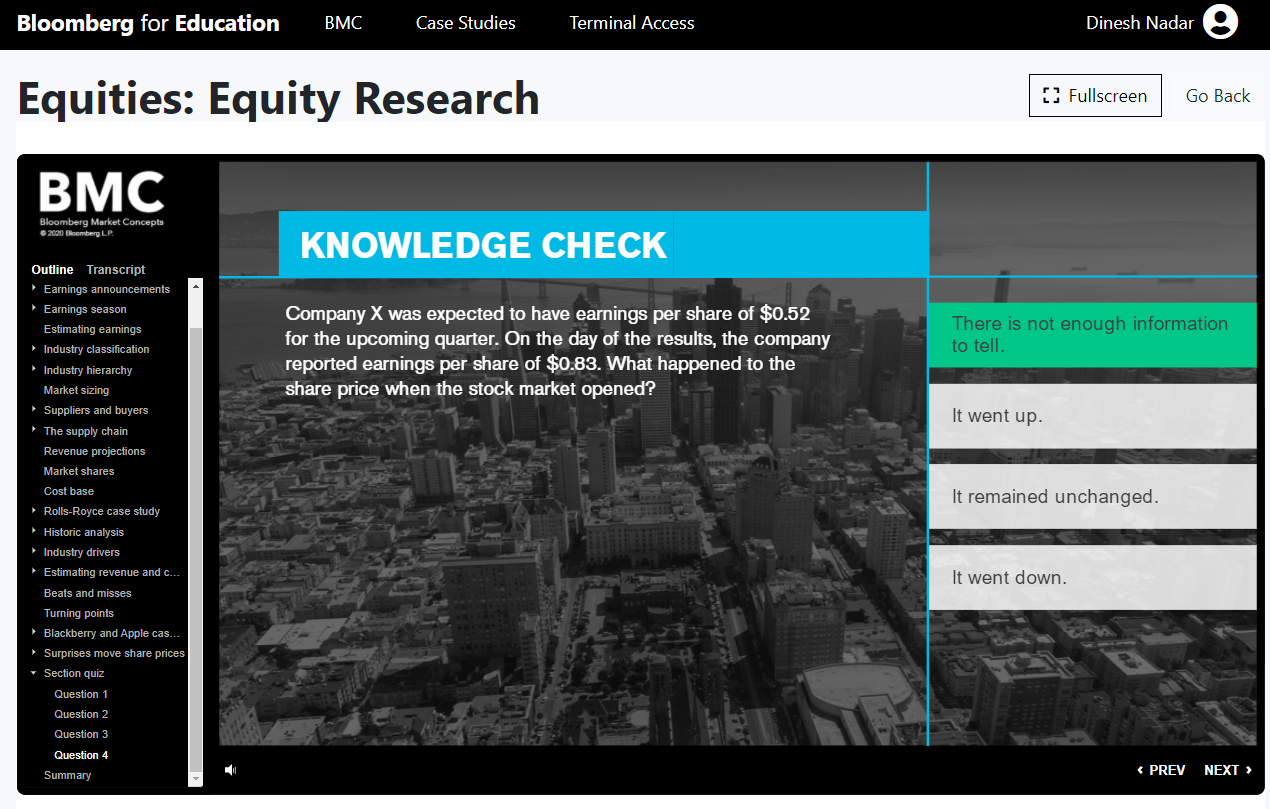 Bloomberg for Education
BMC
Case Studies
Terminal Access
Dinesh Nadar
Equities: Equity Research
Fullscreen
Go Back
BMC
Bloomberg Market Concepts
© 2020 Bloomberg L.P.
Outline
Transcript
Earnings announcements
Earnings season
Estimating earnings
Industry classification
Industry hierarchy
Market sizing
Suppliers and buyers
The supply chain
Revenue projections
Market shares
Cost base
Rolls-Royce case study
Historic analysis
Industry drivers
Estimating revenue and c...
Beats and misses
Turning points
Blackberry and Apple cas...
Surprises move share prices
Section quiz
Question 1
Question 2
Question 3
Question 4
Summary
KNOWLEDGE CHECK
Company X was expected to have earnings per share of $0.52
for the upcoming quarter. On the day of the results, the company
reported earnings per share of $0.83. What happened to the
share price when the stock market opened?
There is not enough information
to tell.
It went up.
It remained unchanged.
It went down.
PREV
NEXT